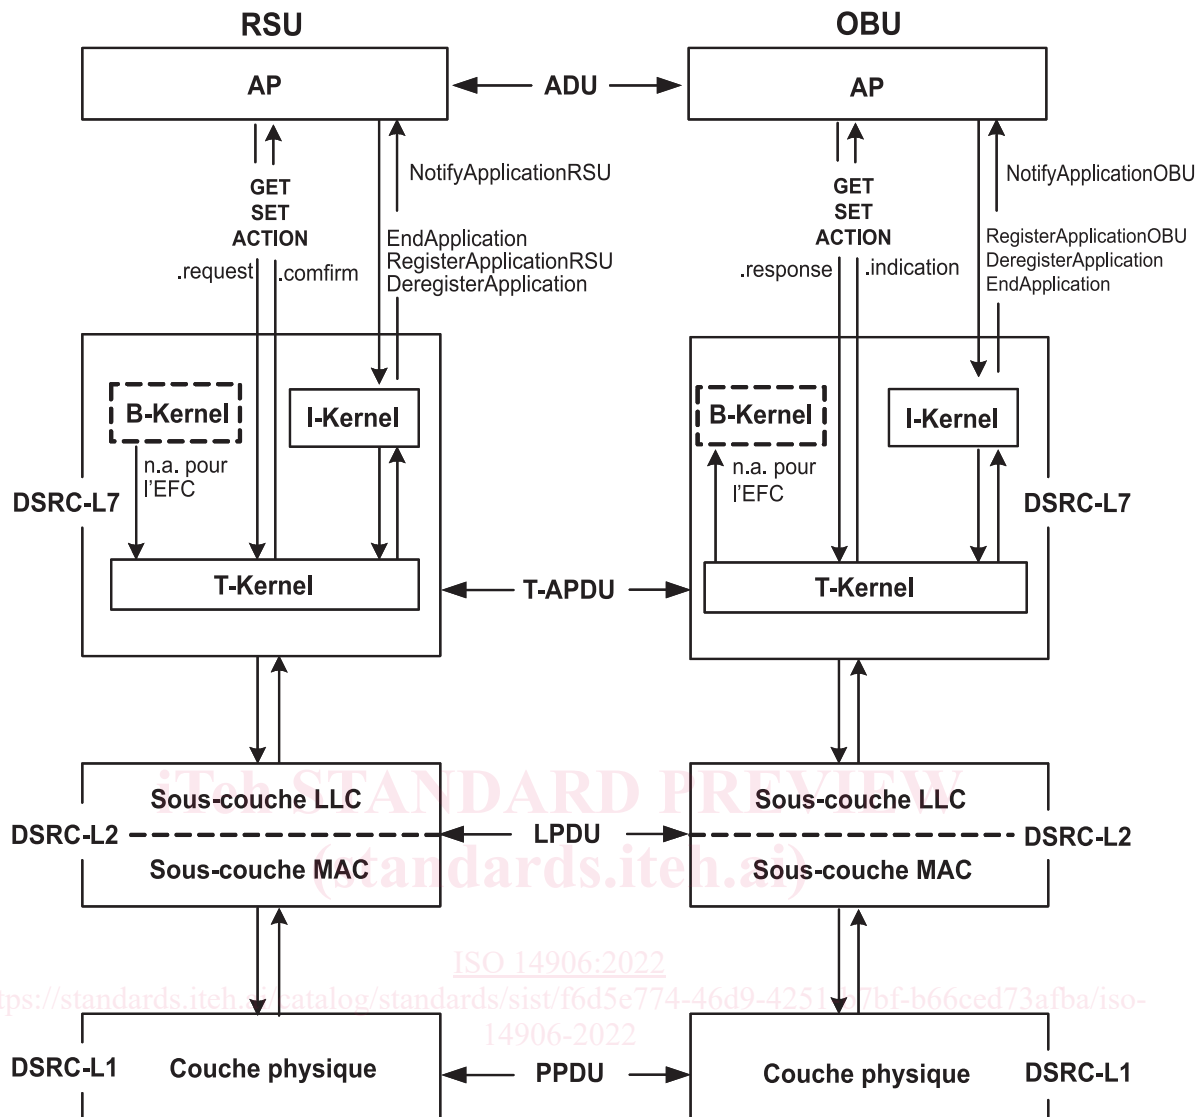 RSU
OBU
AP
ADU
AP
NotifyApplicationRSU
NotifyApplicationOBU
GET
SET
ACTION
GET
SET
ACTION
EndApplication
RegisterApplicationRSU
DeregisterApplication
RegisterApplicationOBU
DeregisterApplication
EndApplication
.request
.comfirm
.response
.indication
B-Kernel
I-Kernel
B-Kernel
I-Kernel
n.a. pour
l'EFC
n.a. pour
l'EFC
DSRC-L7
DSRC-L7
T-Kernel
T-APDU
T-Kernel
iTeh STANDARD PREVIEW
Sous-couche LLC
Sous-couche LLC
DSRC-L2
LPDU
DSRC-L2
Sous-couche MAC
Sous-couche MAC
(standards.iteh.ai)
ISO 14906:2022
tps://standards.iteh.ai/catalog/standards/sist/f6d5e774-46d9-4251-b7bf-b66ced73afba/iso-
14906-2022
DSRC-L1
Couche physique
PPDU
Couche physique
DSRC-L1